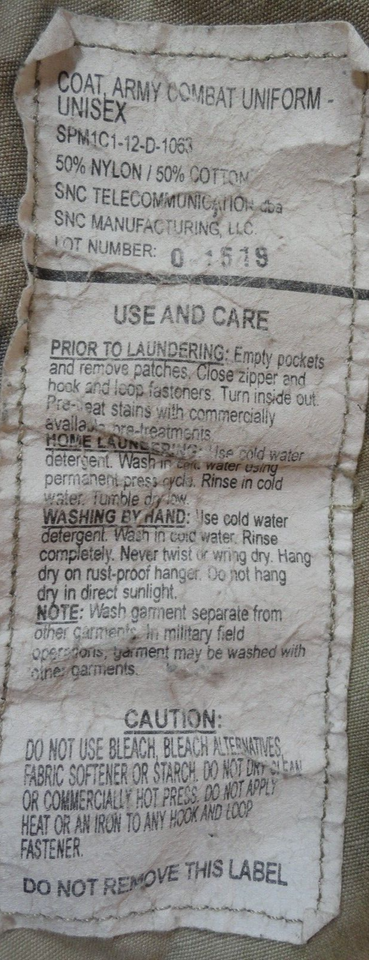 COAT, ARMY COMBAT UNIFORM -
UNISEX
SPM1C1-12-D-1063
50% NYLON / 50% COTTON
SNC TELECOMMUNICATION dba
SNC MANUFACTURING, LLC.
LOT NUMBER: 0 1519
USE AND CARE
PRIOR TO LAUNDERING: Empty pockets
and remove patches. Close zipper and
hook and loop fasteners. Turn inside out.
Pre-treat stains with commercially
available pre-treatments.
HOME LAUNDERING: Use cold water
detergent. Wash in cold water using
permanent press cycle. Rinse in cold
water. Tumble dry low.
WASHING BY HAND: Use cold water
detergent. Wash in cold water. Rinse
completely. Never twist or wring dry. Hang
dry on rust-proof hanger. Do not hang
dry in direct sunlight.
NOTE: Wash garment separate from
other garments. In military field
operations, garment may be washed with
other garments.
CAUTION:
DO NOT USE BLEACH, BLEACH ALTERNATIVES,
FABRIC SOFTENER OR STARCH. DO NOT DRY CLEAN
OR COMMERCIALLY HOT PRESS. DO NOT APPLY
HEAT OR AN IRON TO ANY HOOK AND LOOP
FASTENER.
DO NOT REMOVE THIS LABEL